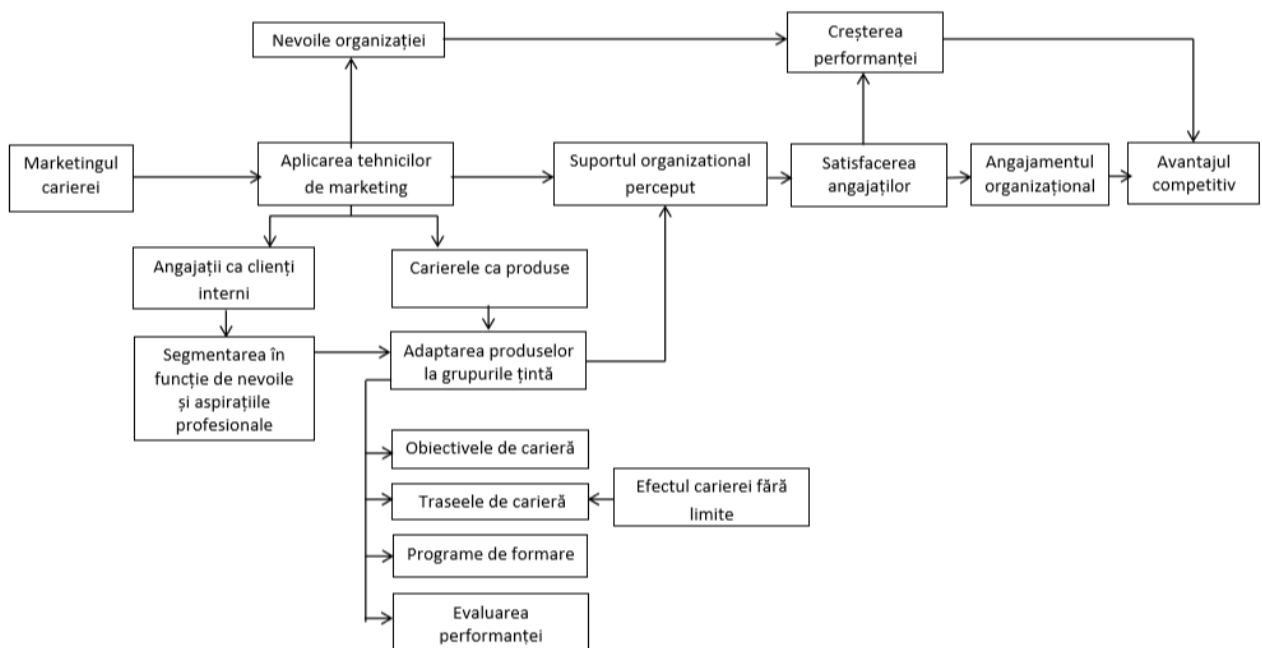 Nevoile organizației
Creșterea
performanței
Marketingul
carierei
Aplicarea tehnicilor
de marketing
Suportul organizational
perceput
Satisfacerea
angajaților
Angajamentul
organizațional
Avantajul
competitiv
Angajații ca clienți
interni
Carierele ca produse
Segmentarea în
funcție de nevoile
și aspirațiile
profesionale
Adaptarea produselor
la grupurile țintă
Obiectivele de carieră
Traseele de carieră
Efectul carierei fără
limite
Programe de formare
Evaluarea
performanței